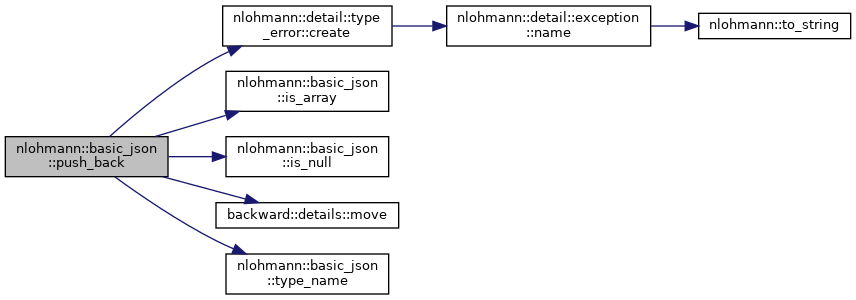 nlohmann::basic_json
::push_back
nlohmann::detail::type
_error::create
nlohmann::detail::exception
::name
nlohmann::to_string
nlohmann::basic_json
::is_array
nlohmann::basic_json
::is_null
backward::details::move
nlohmann::basic_json
::type_name